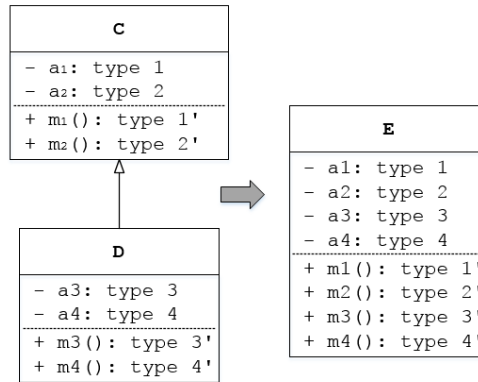 C
- a₁: type 1
- a₂: type 2
+ m₁(): type 1'
+ m₂(): type 2'
D
- a3: type 3
- a4: type 4
+ m3(): type 3'
+ m4(): type 4'
E
- a1: type 1
- a2: type 2
- a3: type 3
- a4: type 4
+ m1(): type 1'
+ m2(): type 2'
+ m3(): type 3'
+ m4(): type 4'